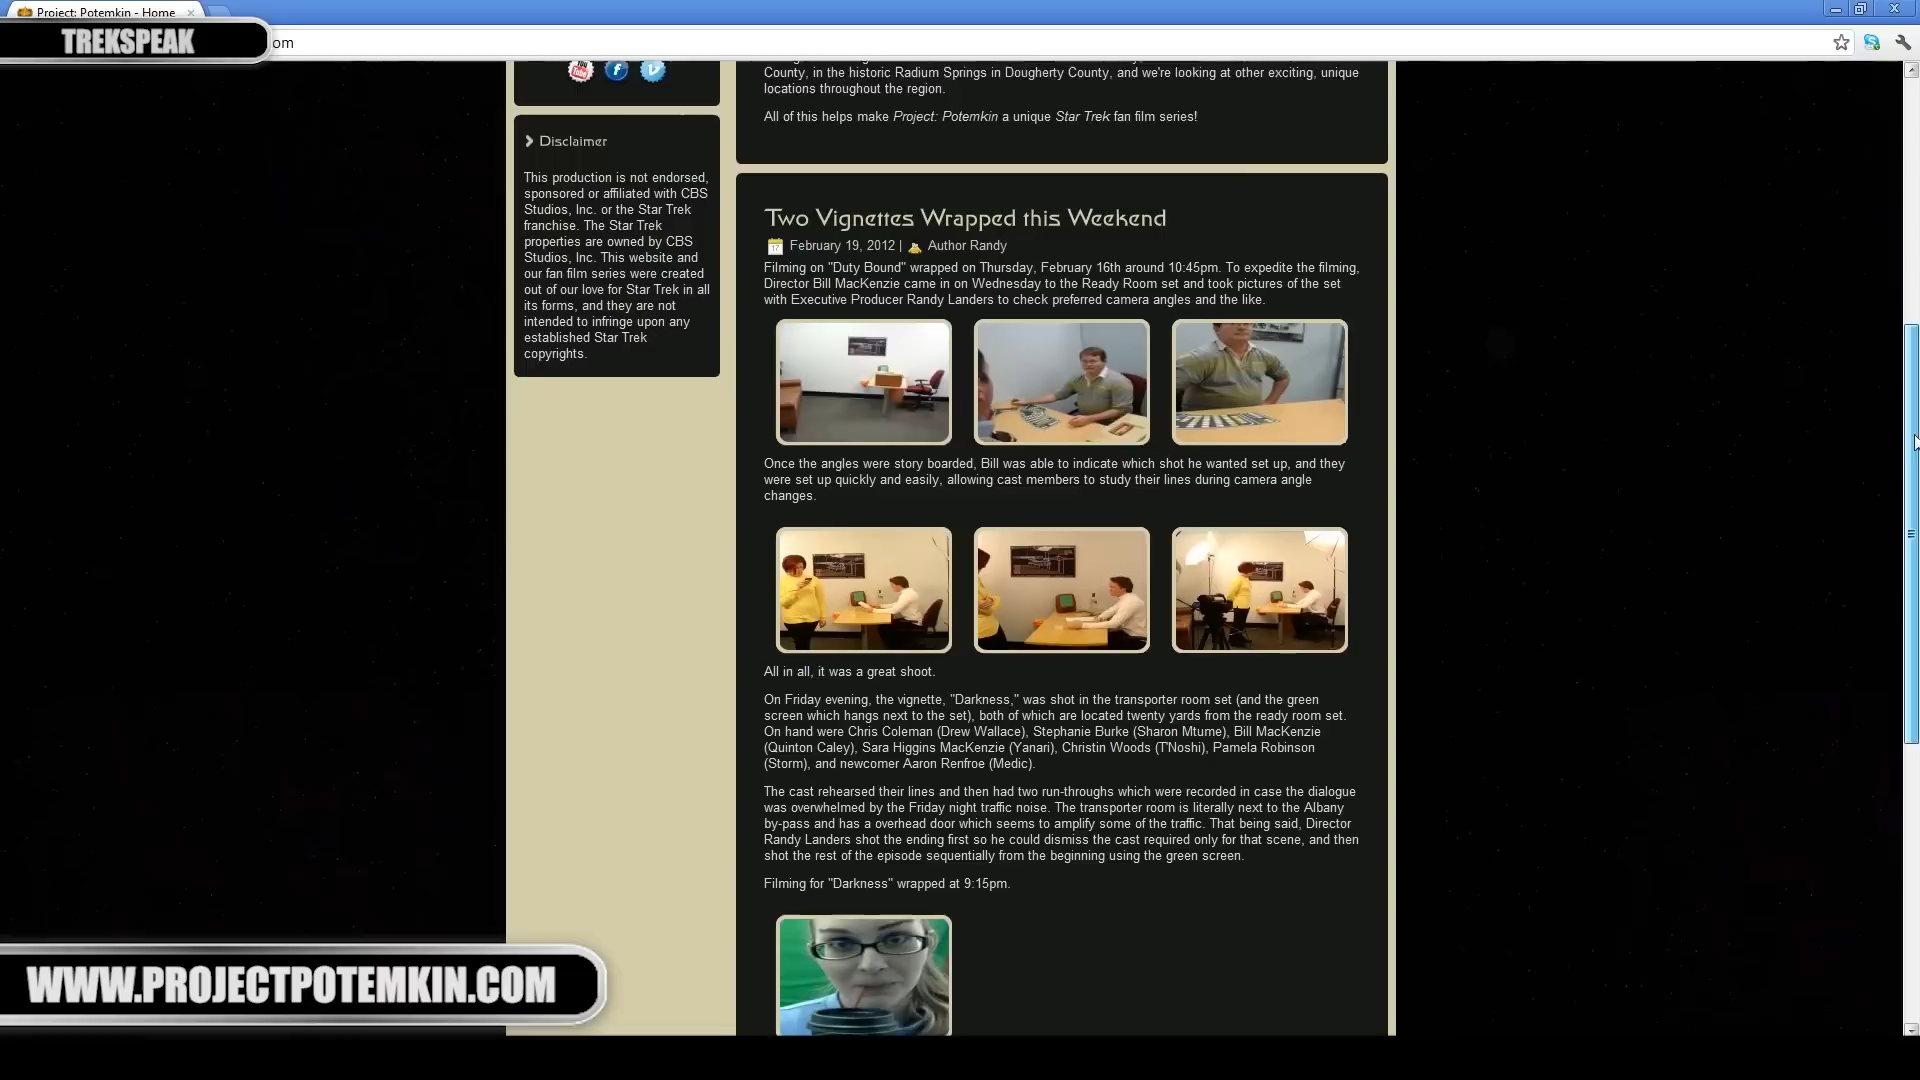 Project: Potemkin - Home
TREKSPEAK
om
You
Tube
County, in the historic Radium Springs in Dougherty County, and we're looking at other exciting, unique
locations throughout the region.
All of this helps make Project: Potemkin a unique Star Trek fan film series!
Disclaimer
This production is not endorsed,
sponsored or affiliated with CBS
Studios, Inc. or the Star Trek
franchise. The Star Trek
properties are owned by CBS
Studios, Inc. This website and
our fan film series were created
out of our love for Star Trek in all
its forms, and they are not
intended to infringe upon any
established Star Trek
copyrights.
Two Vignettes Wrapped this Weekend
17 February 19, 2012 | Author Randy
Filming on "Duty Bound" wrapped on Thursday, February 16th around 10:45pm. To expedite the filming,
Director Bill MacKenzie came in on Wednesday to the Ready Room set and took pictures of the set
with Executive Producer Randy Landers to check preferred camera angles and the like.
Once the angles were story boarded, Bill was able to indicate which shot he wanted set up, and they
were set up quickly and easily, allowing cast members to study their lines during camera angle
changes.
All in all, it was a great shoot.
On Friday evening, the vignette, "Darkness," was shot in the transporter room set (and the green
screen which hangs next to the set), both of which are located twenty yards from the ready room set.
On hand were Chris Coleman (Drew Wallace), Stephanie Burke (Sharon Mtume), Bill MacKenzie
(Quinton Caley), Sara Higgins MacKenzie (Yanari), Christin Woods (T'Noshi), Pamela Robinson
(Storm), and newcomer Aaron Renfroe (Medic).
The cast rehearsed their lines and then had two run-throughs which were recorded in case the dialogue
was overwhelmed by the Friday night traffic noise. The transporter room is literally next to the Albany
by-pass and has a overhead door which seems to amplify some of the traffic. That being said, Director
Randy Landers shot the ending first so he could dismiss the cast required only for that scene, and then
shot the rest of the episode sequentially from the beginning using the green screen.
Filming for "Darkness" wrapped at 9:15pm.
WWW.PROJECTPOTEMKIN.COM